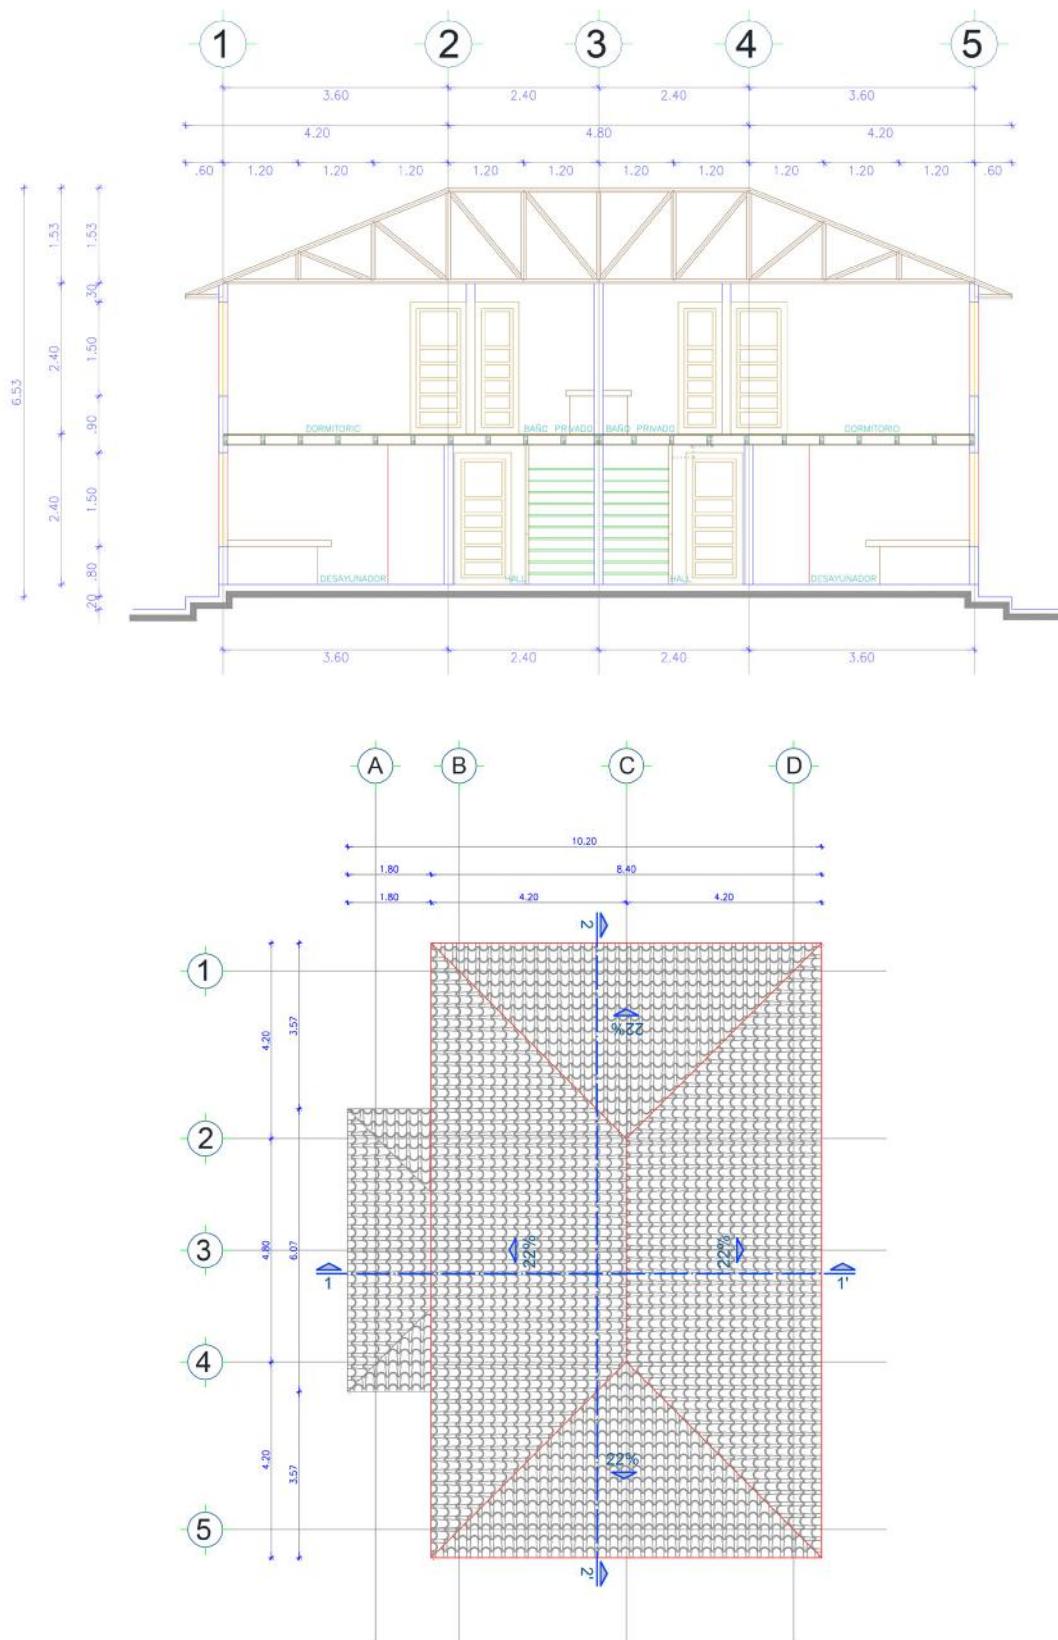 1 2 3 4 5
3.60 2.40 2.40 3.60
4.20 4.80 4.20
.60 1.20 1.20 1.20 1.20 1.20 1.20 1.20 1.20 1.20 1.20 .60
6.53
1.53 2.40 2.40
1.53 .30 1.50 .90 1.50 .80 .20
DORMITORIC BAÑO PRIVADO BAÑO PRIVADO DORMITORIO
DESAYUNADOR HALL HALL DESAYUNADOR
3.60 2.40 2.40 3.60
A B C D
10.20
1.80 8.40
1.80 4.20 4.20
2
1
22%
4.20 3.57
2
3
4.80 6.07
22% 22%
1 1'
4
4.20 3.57
22%
5
2'